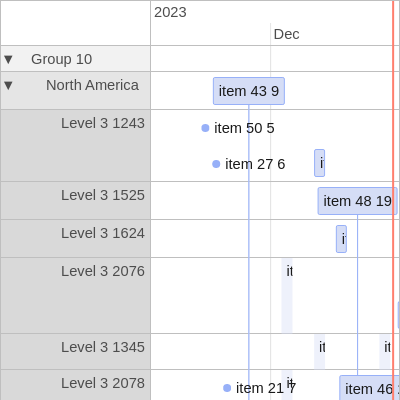 2023
Dec
▼ Group 10
▼ North America
item 43 9
Level 3 1243
item 50 5
item 27 6
Level 3 1525
item 48 19
Level 3 1624
Level 3 2076
it
Level 3 1345
it it
Level 3 2078
item 21 7
item 46